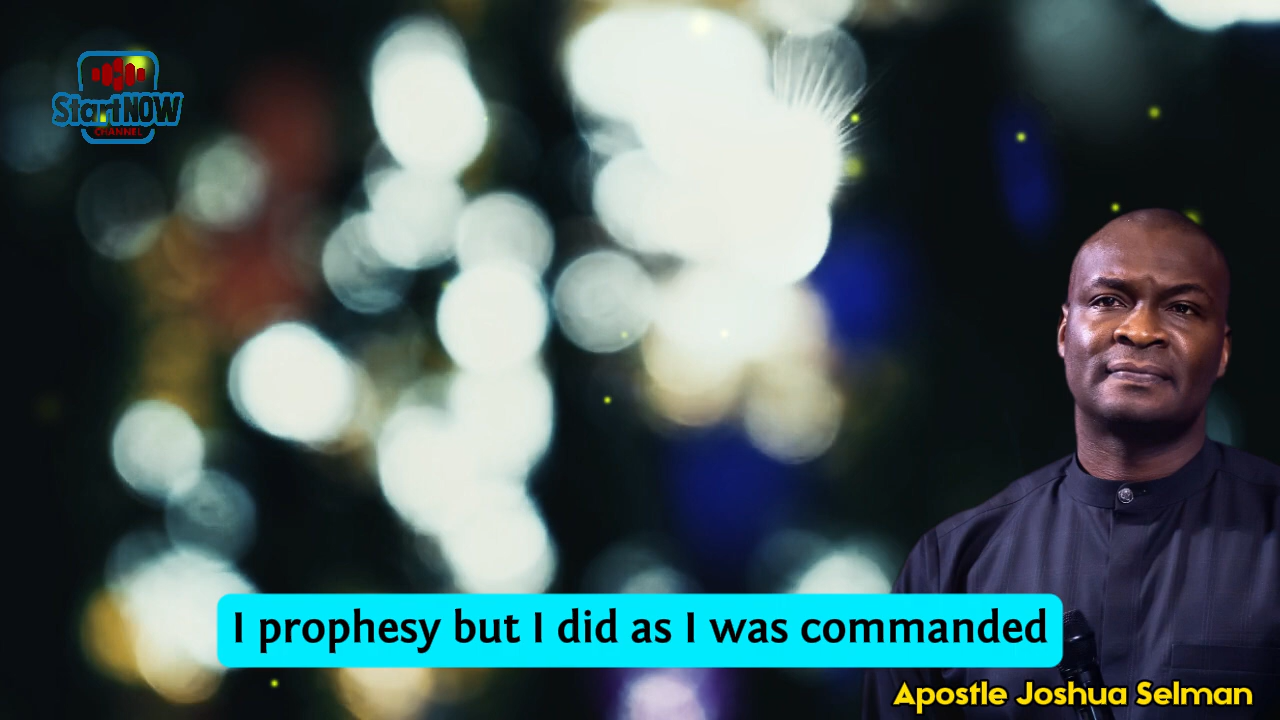 StartNOW
CHANNEL
I prophesy but I did as I was commanded
Apostle Joshua Selman